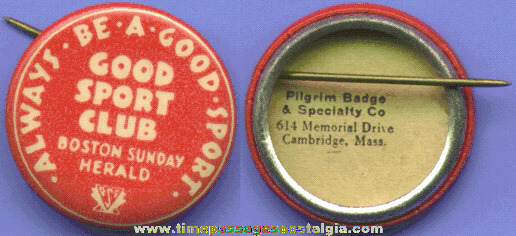 ALWAYS · BE · A · GOOD · SPORT ·
GOOD
SPORT
CLUB
BOSTON SUNDAY
HERALD
Pilgrim Badge
& Specialty Co
614 Memorial Drive
Cambridge, Mass.
www.timepassagesnostalgia.com